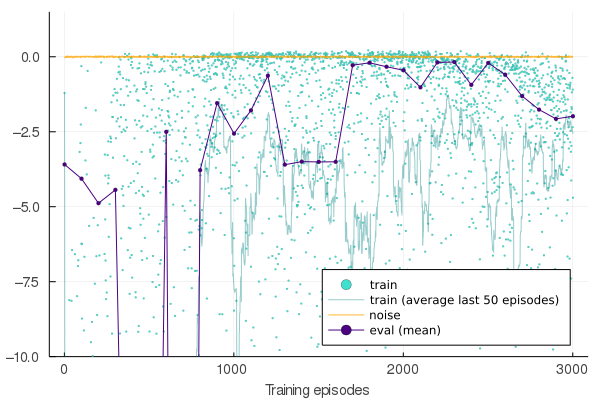 0.0
−2.5
−5.0
−7.5
−10.0
0
1000
2000
3000
Training episodes
train
train (average last 50 episodes)
noise
eval (mean)